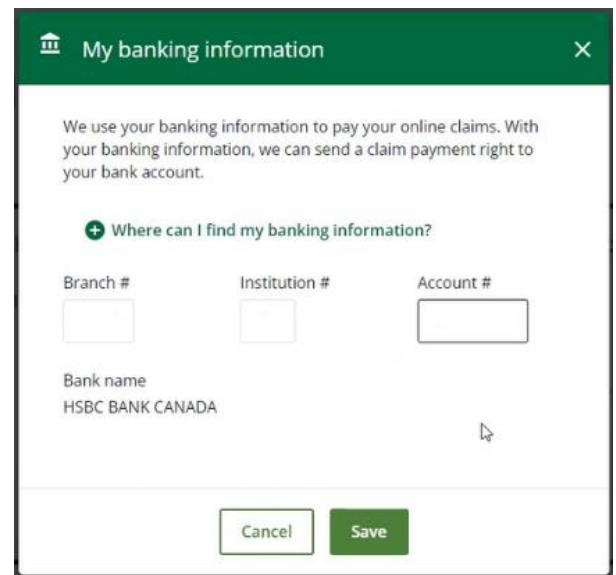 My banking information
We use your banking information to pay your online claims. With
your banking information, we can send a claim payment right to
your bank account.
Where can I find my banking information?
Branch # Institution # Account #
Bank name
HSBC BANK CANADA
Cancel Save